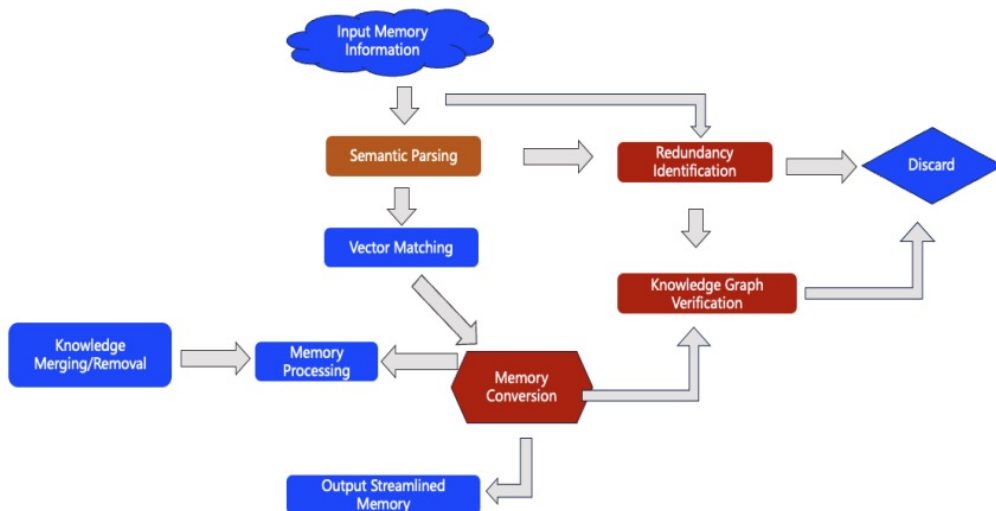 Input Memory
Information
Semantic Parsing
Redundancy
Identification
Discard
Vector Matching
Knowledge Graph
Verification
Knowledge
Merging/Removal
Memory
Processing
Memory
Conversion
Output Streamlined
Memory